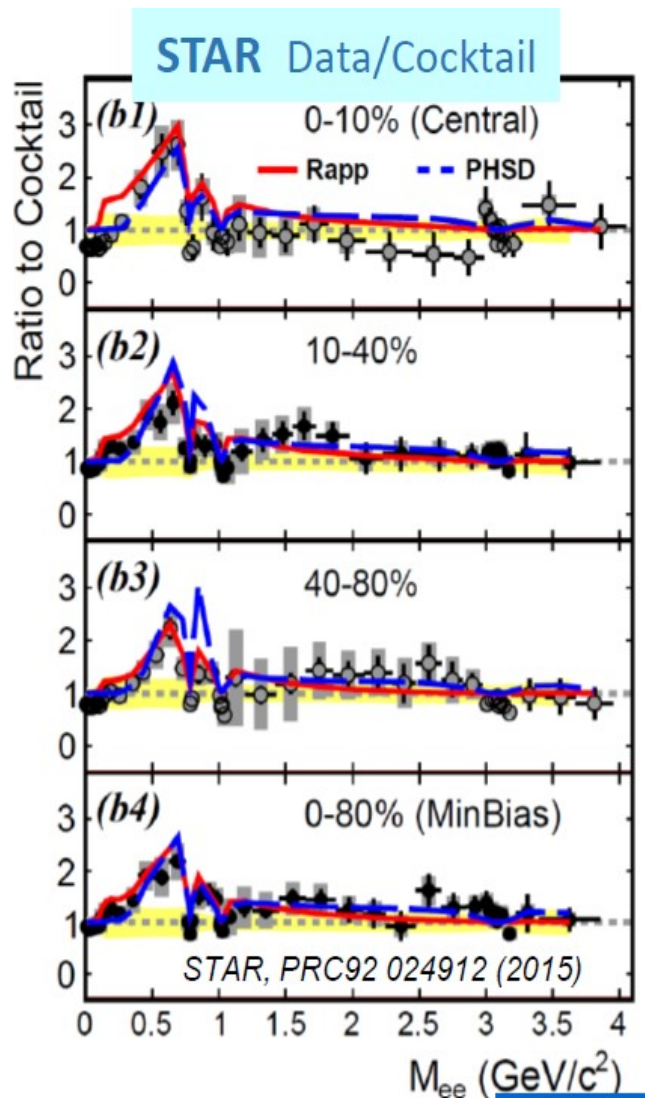 STAR Data/Cocktail
Ratio to Cocktail
(b1) 0-10% (Central)
Rapp PHSD
3
2
1
0
(b2) 10-40%
3
2
1
0
(b3) 40-80%
3
2
1
0
(b4) 0-80% (MinBias)
3
2
1
0
STAR, PRC92 024912 (2015)
0 0.5 1 1.5 2 2.5 3 3.5 4
Mee (GeV/c²)